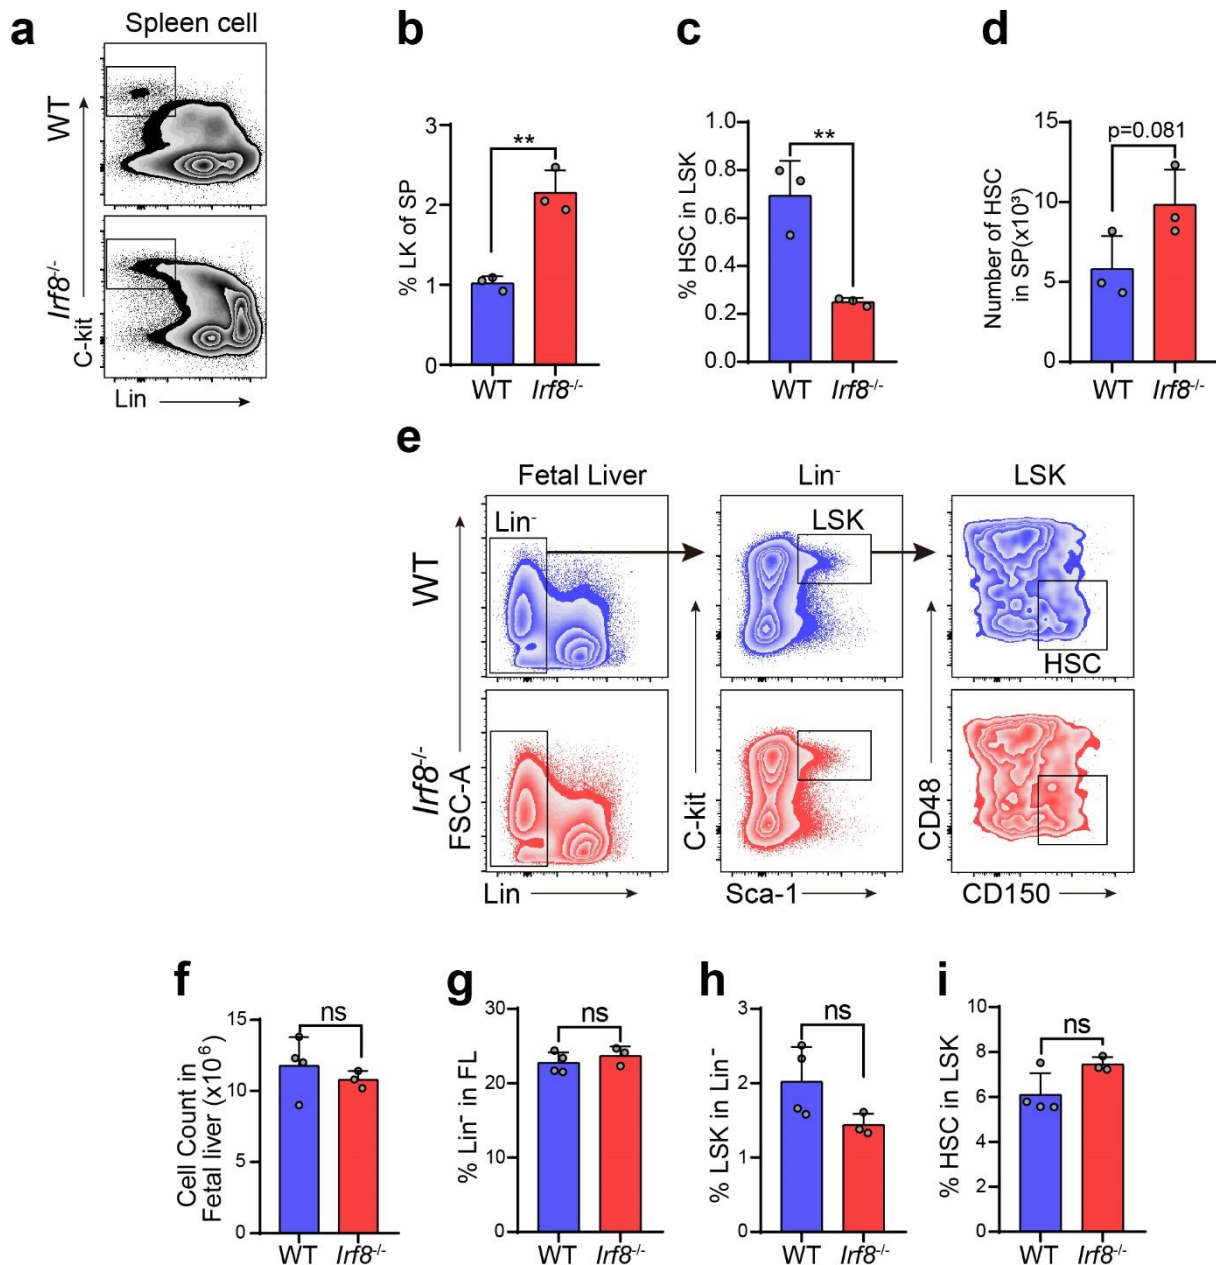 a
Spleen cell
WT
Irf8-/-
C-kit
Lin
b
% LK of SP
3
2
1
0
**
WT
Irf8-/-
c
% HSC in LSK
1.0
0.8
0.6
0.4
0.2
0.0
**
WT
Irf8-/-
d
Number of HSC
in SP(x10³)
15
10
5
0
p=0.081
WT
Irf8-/-
e
Fetal Liver
Lin-
LSK
WT
Lin-
LSK
HSC
Irf8-/-
FSC-A
C-kit
CD48
Lin
Sca-1
CD150
f
Cell Count in
Fetal liver (x10⁶)
15
10
5
0
ns
WT
Irf8-/-
g
% Lin- in FL
30
20
10
0
ns
WT
Irf8-/-
h
% LSK in Lin-
3
2
1
0
ns
WT
Irf8-/-
i
% HSC in LSK
10
8
6
4
2
0
ns
WT
Irf8-/-